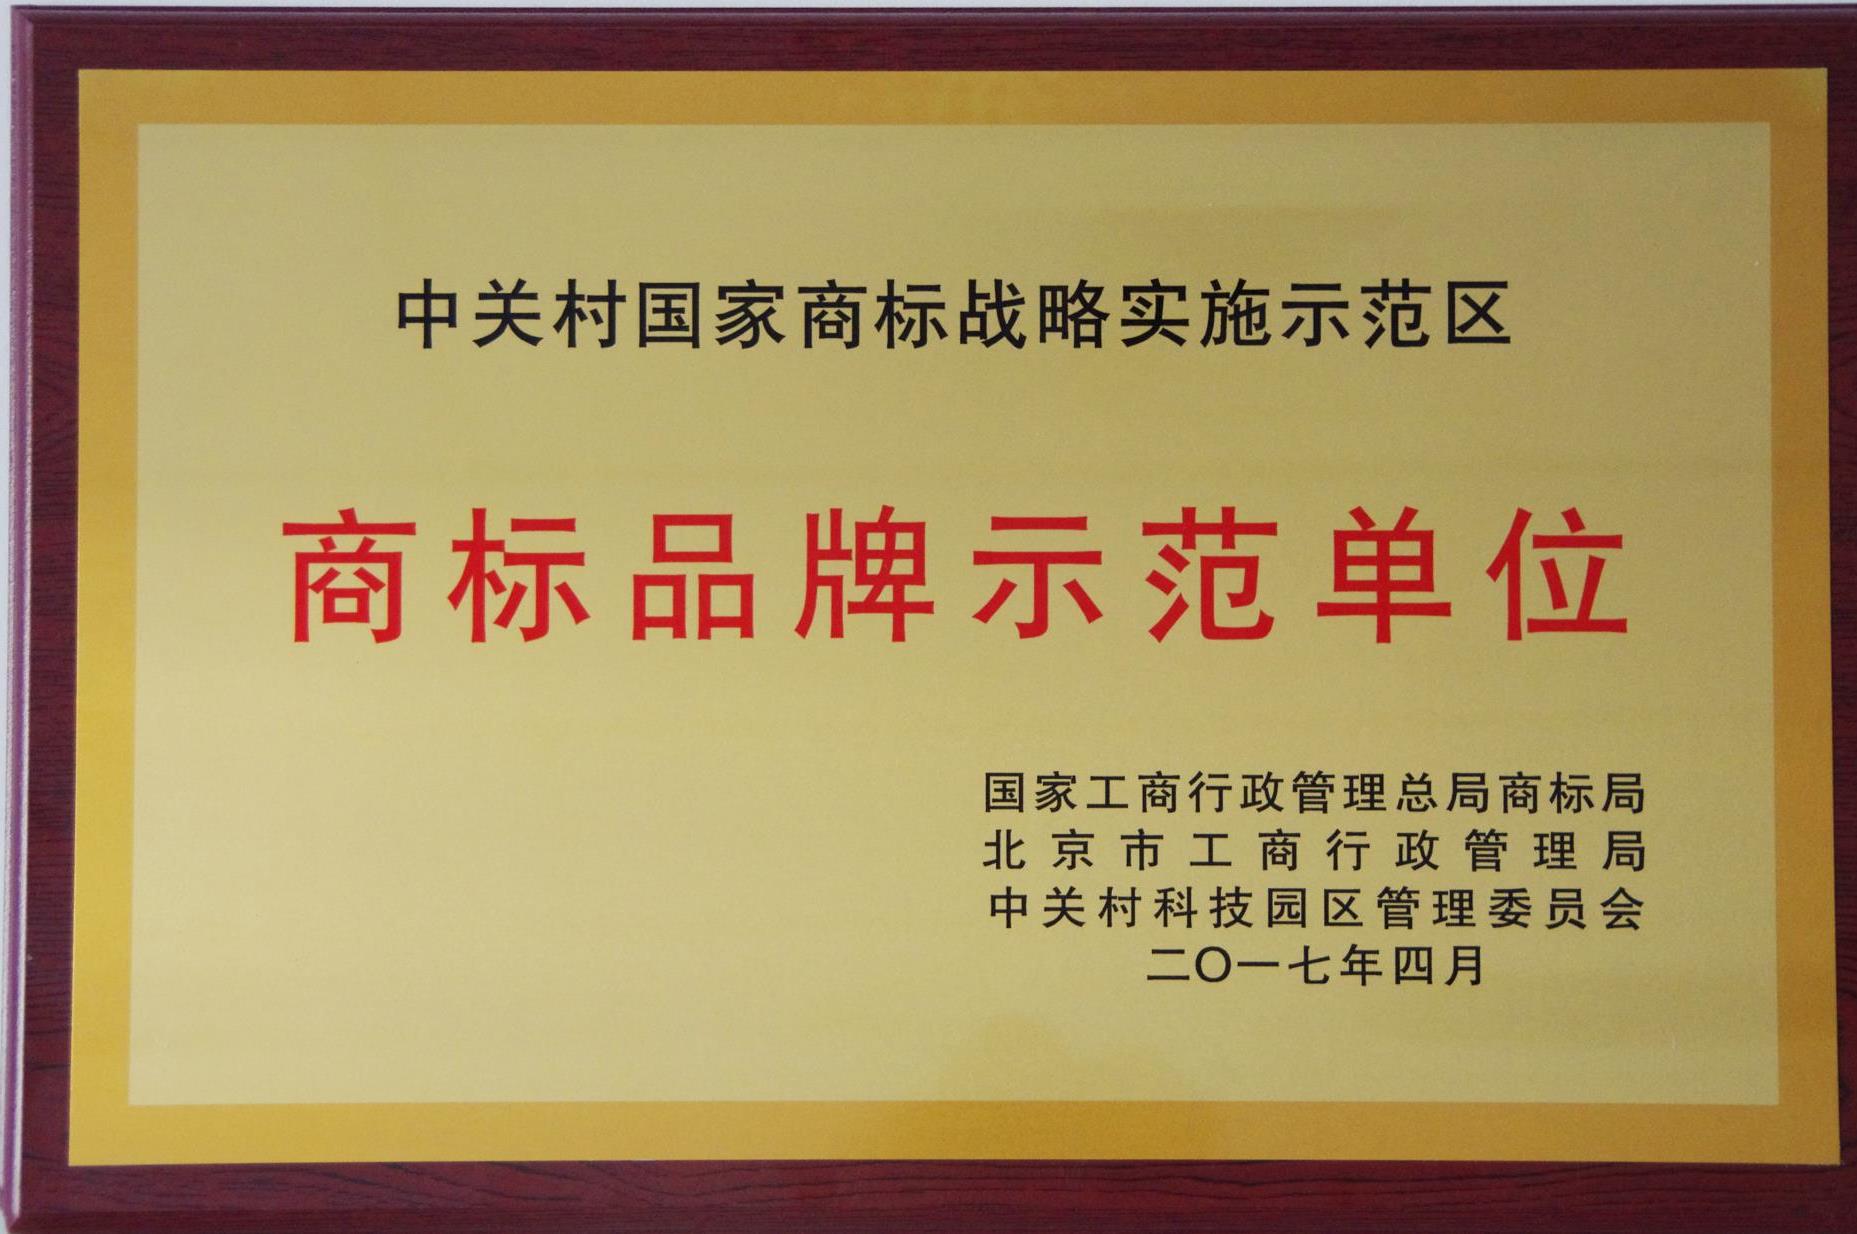 中关村国家商标战略实施示范区
商标品牌示范单位
国家工商行政管理总局商标局
北京市工商行政管理局
中关村科技园区管理委员会
二〇一七年四月